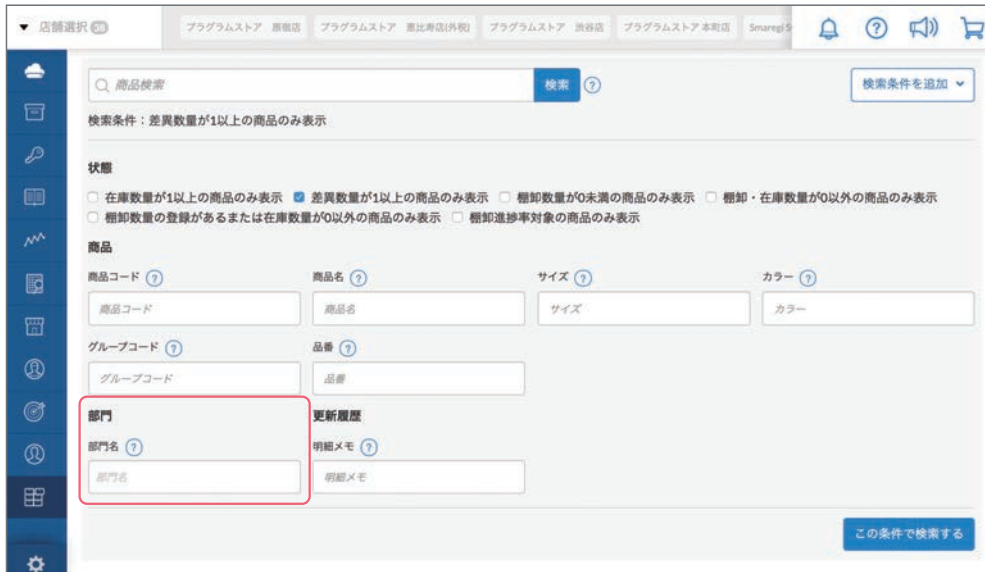 ▼ 店舗選択 58 プラグラムストア 原宿店 プラグラムストア 恵比寿店(外税) プラグラムストア 渋谷店 プラグラムストア 本町店 Smaregi S
商品検索 検索 ? 検索条件を追加
検索条件：差異数量が1以上の商品のみ表示
状態
在庫数量が1以上の商品のみ表示 差異数量が1以上の商品のみ表示 棚卸数量が0未満の商品のみ表示 棚卸・在庫数量が0以外の商品のみ表示
棚卸数量の登録があるまたは在庫数量が0以外の商品のみ表示 棚卸進捗率対象の商品のみ表示
商品
商品コード ? 商品名 ? サイズ ? カラー ?
商品コード 商品名 サイズ カラー
グループコード ? 品番 ?
グループコード 品番
部門 更新履歴
部門名 ? 明細メモ ?
部門名 明細メモ
この条件で検索する